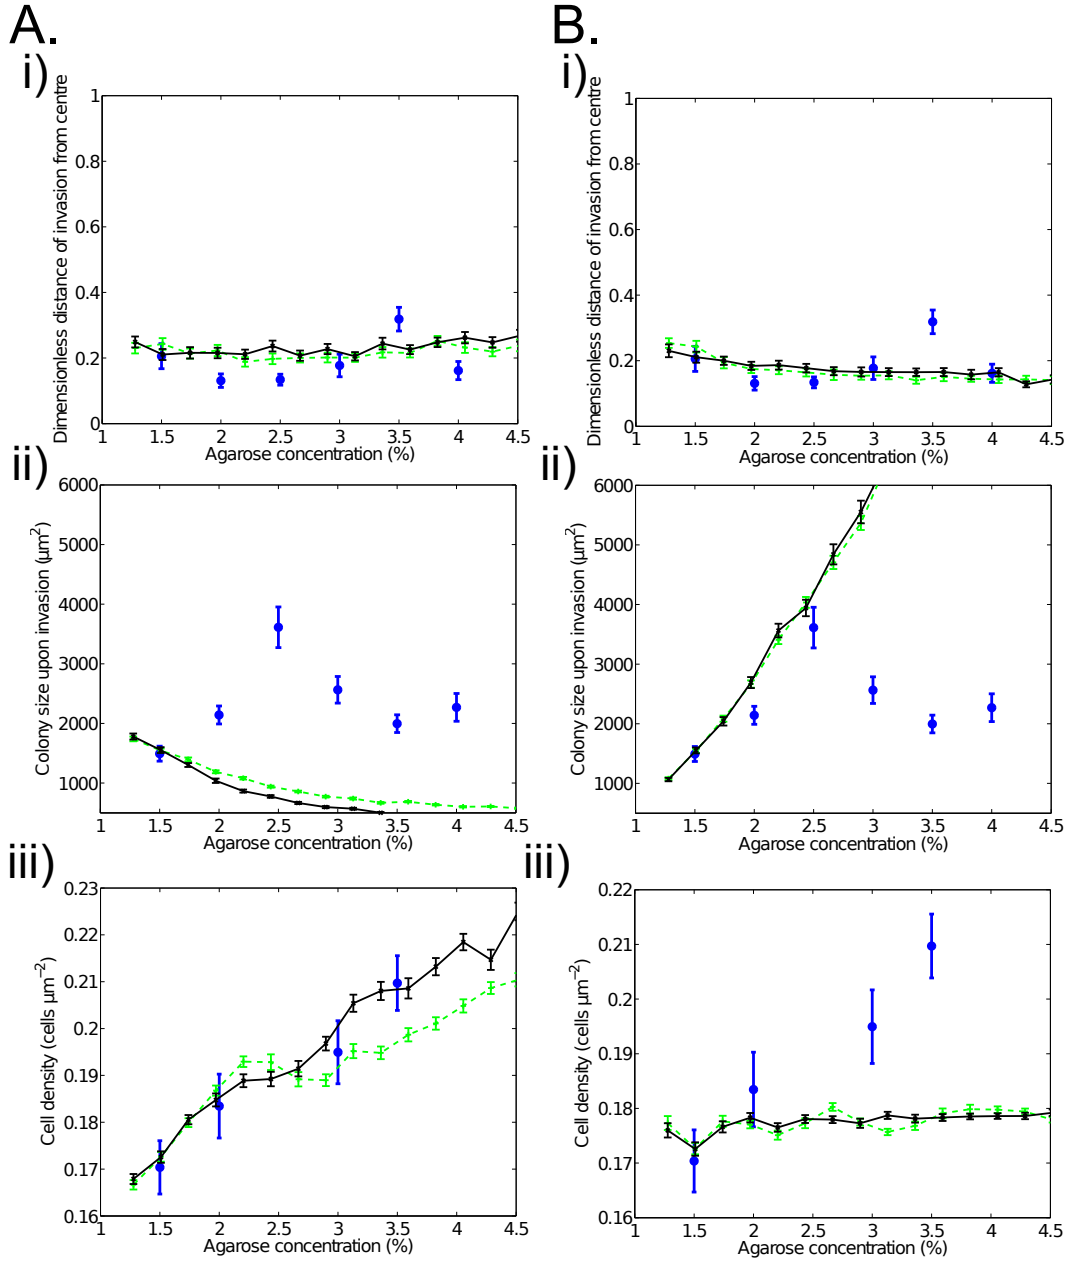 A.
B.
i)
Dimensionless distance of invasion from centre
1
0.8
0.6
0.4
0.2
0
1 1.5 2 2.5 3 3.5 4 4.5
Agarose concentration (%)
i)
Dimensionless distance of invasion from centre
1
0.8
0.6
0.4
0.2
0
1 1.5 2 2.5 3 3.5 4 4.5
Agarose concentration (%)
ii)
Colony size upon invasion (µm²)
6000
5000
4000
3000
2000
1000
1 1.5 2 2.5 3 3.5 4 4.5
Agarose concentration (%)
ii)
Colony size upon invasion (µm²)
6000
5000
4000
3000
2000
1000
1 1.5 2 2.5 3 3.5 4 4.5
Agarose concentration (%)
iii)
Cell density (cells µm⁻²)
0.23
0.22
0.21
0.2
0.19
0.18
0.17
0.16
1 1.5 2 2.5 3 3.5 4 4.5
Agarose concentration (%)
iii)
Cell density (cells µm⁻²)
0.22
0.21
0.2
0.19
0.18
0.17
0.16
1 1.5 2 2.5 3 3.5 4 4.5
Agarose concentration (%)